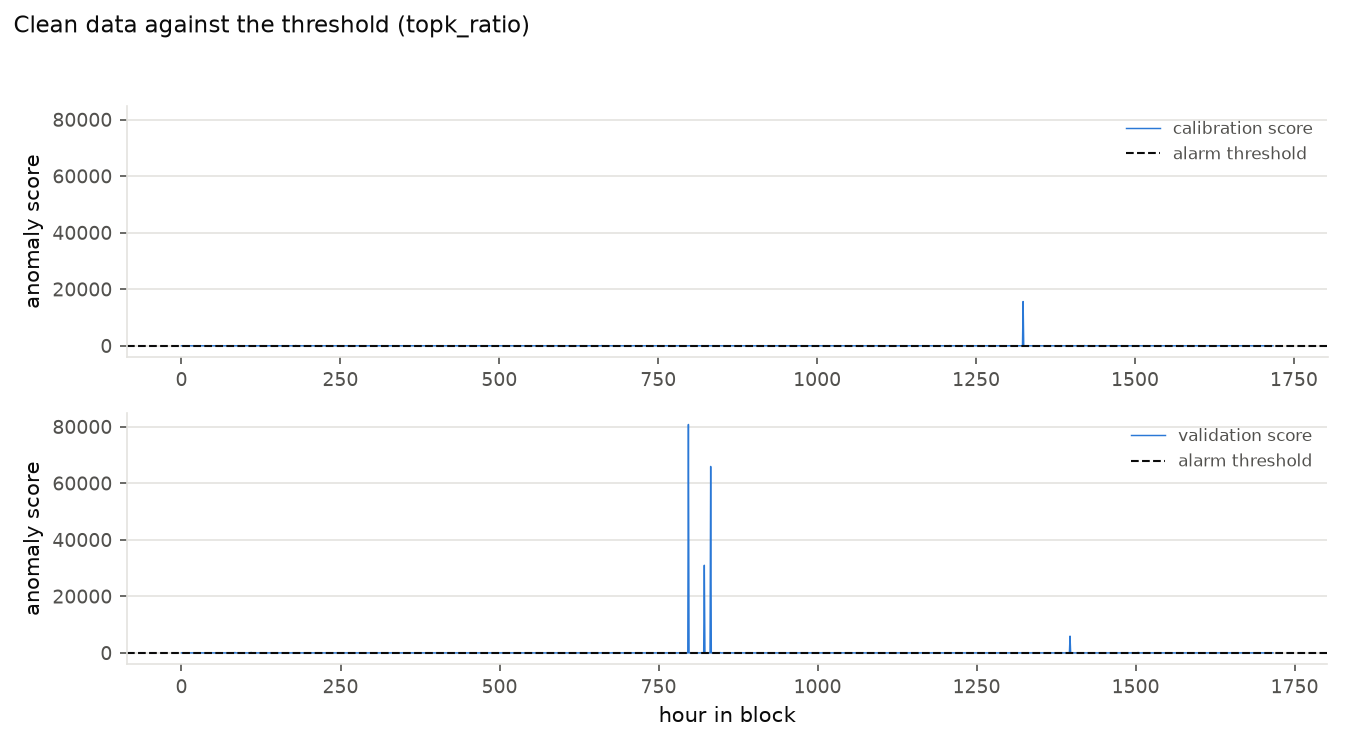 Clean data against the threshold (topk_ratio)
anomaly score
80000
60000
40000
20000
0
calibration score
alarm threshold
0 250 500 750 1000 1250 1500 1750
anomaly score
80000
60000
40000
20000
0
validation score
alarm threshold
0 250 500 750 1000 1250 1500 1750
hour in block